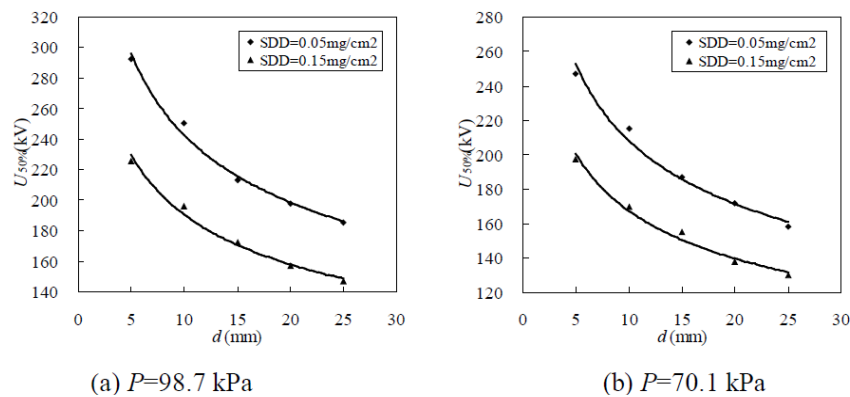 320
300
280
260
240
220
200
180
160
140
U50%(kV)
0 5 10 15 20 25 30
d (mm)
SDD=0.05mg/cm2
SDD=0.15mg/cm2
(a) P=98.7 kPa
280
260
240
220
200
180
160
140
120
U50%(kV)
0 5 10 15 20 25 30
d (mm)
SDD=0.05mg/cm2
SDD=0.15mg/cm2
(b) P=70.1 kPa